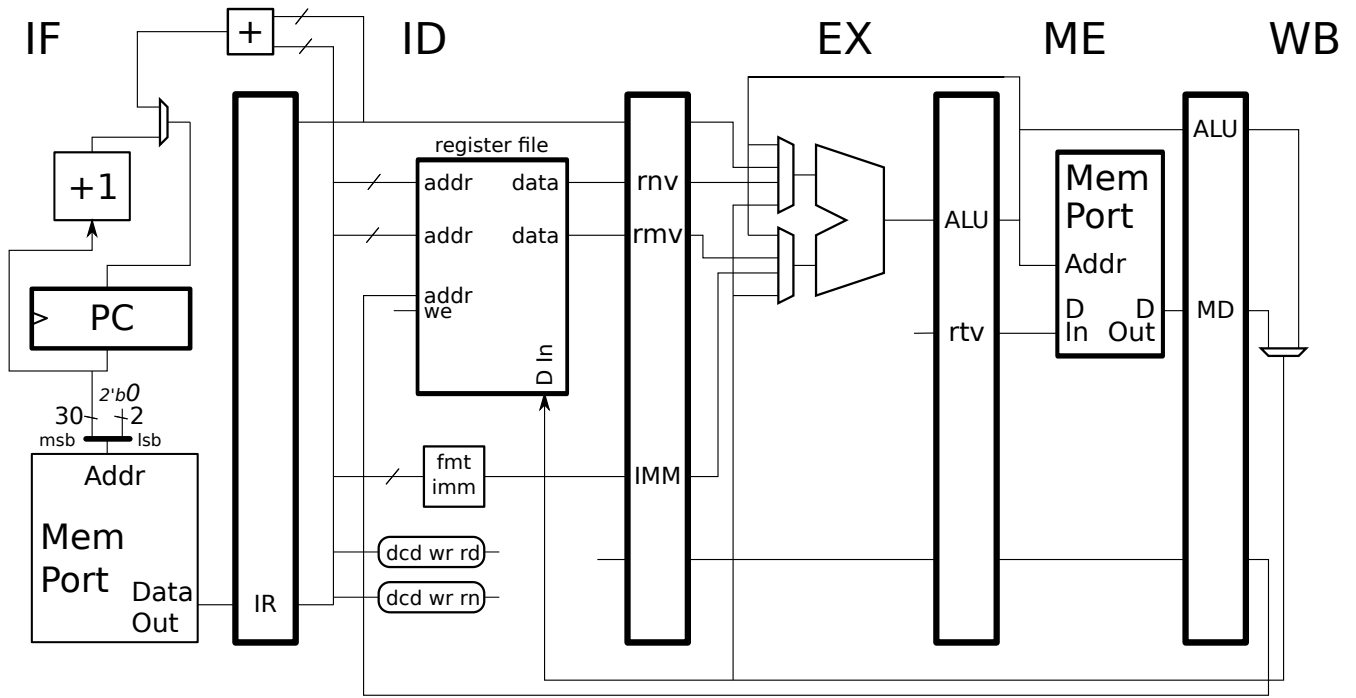 IF
ID
EX
ME
WB
+
+1
PC
2'b0
30
2
msb
lsb
Addr
Mem
Port
Data
Out
IR
register file
addr
data
addr
data
addr
we
D In
fmt
imm
dcd wr rd
dcd wr rn
rnv
rmv
IMM
ALU
rtv
Mem
Port
Addr
D
In
D
Out
ALU
MD